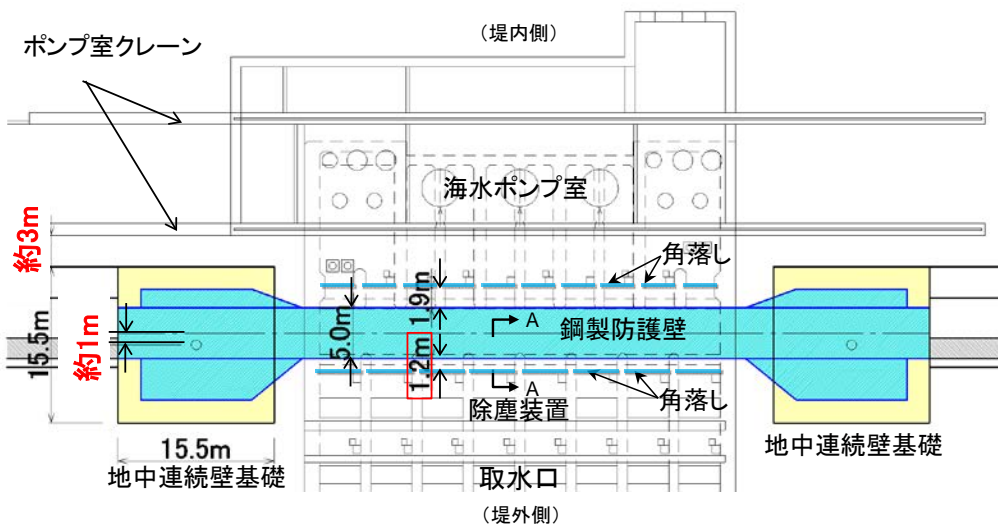 （堤内側）
ポンプ室クレーン
海水ポンプ室
約3m
角落し
1.9m
5.0m
A
鋼製防護壁
15.5m
約1m
1.2m
A
角落し
除塵装置
15.5m
地中連続壁基礎
地中連続壁基礎
取水口
（堤外側）